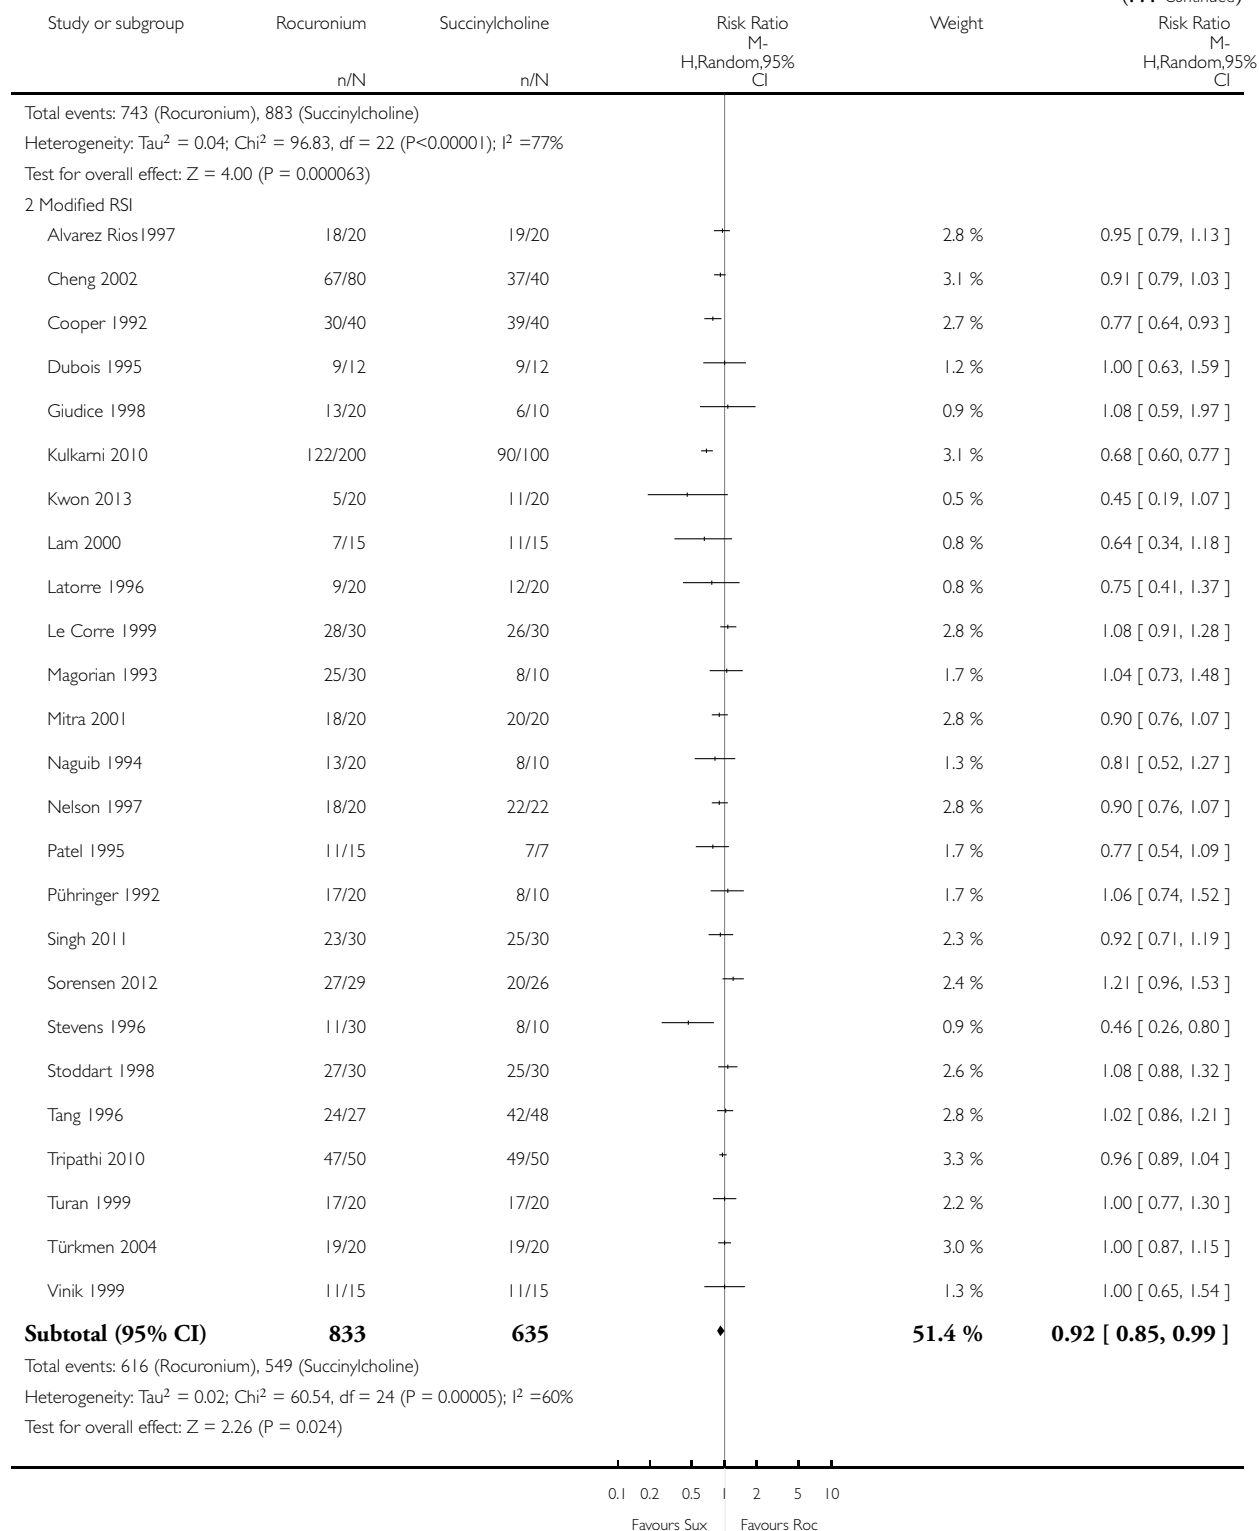 (... Continued)
Study or subgroup Rocuronium Succinylcholine Risk Ratio Weight Risk Ratio
M- M-
H,Random,95% H,Random,95%
n/N n/N CI CI
Total events: 743 (Rocuronium), 883 (Succinylcholine)
Heterogeneity: Tau² = 0.04; Chi² = 96.83, df = 22 (P<0.00001); I² =77%
Test for overall effect: Z = 4.00 (P = 0.000063)
2 Modified RSI
Alvarez Rios1997 18/20 19/20 2.8 % 0.95 [ 0.79, 1.13 ]
Cheng 2002 67/80 37/40 3.1 % 0.91 [ 0.79, 1.03 ]
Cooper 1992 30/40 39/40 2.7 % 0.77 [ 0.64, 0.93 ]
Dubois 1995 9/12 9/12 1.2 % 1.00 [ 0.63, 1.59 ]
Giudice 1998 13/20 6/10 0.9 % 1.08 [ 0.59, 1.97 ]
Kulkarni 2010 122/200 90/100 3.1 % 0.68 [ 0.60, 0.77 ]
Kwon 2013 5/20 11/20 0.5 % 0.45 [ 0.19, 1.07 ]
Lam 2000 7/15 11/15 0.8 % 0.64 [ 0.34, 1.18 ]
Latorre 1996 9/20 12/20 0.8 % 0.75 [ 0.41, 1.37 ]
Le Corre 1999 28/30 26/30 2.8 % 1.08 [ 0.91, 1.28 ]
Magorian 1993 25/30 8/10 1.7 % 1.04 [ 0.73, 1.48 ]
Mitra 2001 18/20 20/20 2.8 % 0.90 [ 0.76, 1.07 ]
Naguib 1994 13/20 8/10 1.3 % 0.81 [ 0.52, 1.27 ]
Nelson 1997 18/20 22/22 2.8 % 0.90 [ 0.76, 1.07 ]
Patel 1995 11/15 7/7 1.7 % 0.77 [ 0.54, 1.09 ]
Pühringer 1992 17/20 8/10 1.7 % 1.06 [ 0.74, 1.52 ]
Singh 2011 23/30 25/30 2.3 % 0.92 [ 0.71, 1.19 ]
Sorensen 2012 27/29 20/26 2.4 % 1.21 [ 0.96, 1.53 ]
Stevens 1996 11/30 8/10 0.9 % 0.46 [ 0.26, 0.80 ]
Stoddart 1998 27/30 25/30 2.6 % 1.08 [ 0.88, 1.32 ]
Tang 1996 24/27 42/48 2.8 % 1.02 [ 0.86, 1.21 ]
Tripathi 2010 47/50 49/50 3.3 % 0.96 [ 0.89, 1.04 ]
Turan 1999 17/20 17/20 2.2 % 1.00 [ 0.77, 1.30 ]
Türkmen 2004 19/20 19/20 3.0 % 1.00 [ 0.87, 1.15 ]
Vinik 1999 11/15 11/15 1.3 % 1.00 [ 0.65, 1.54 ]
Subtotal (95% CI) 833 635 51.4 % 0.92 [ 0.85, 0.99 ]
Total events: 616 (Rocuronium), 549 (Succinylcholine)
Heterogeneity: Tau² = 0.02; Chi² = 60.54, df = 24 (P = 0.00005); I² =60%
Test for overall effect: Z = 2.26 (P = 0.024)
0.1 0.2 0.5 1 2 5 10
Favours Sux Favours Roc